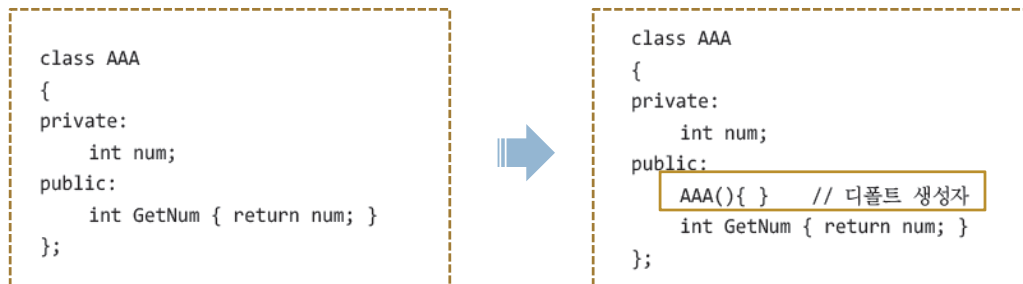 class AAA
{
private:
int num;
public:
int GetNum { return num; }
};
class AAA
{
private:
int num;
public:
AAA(){ } // 디폴트 생성자
int GetNum { return num; }
};